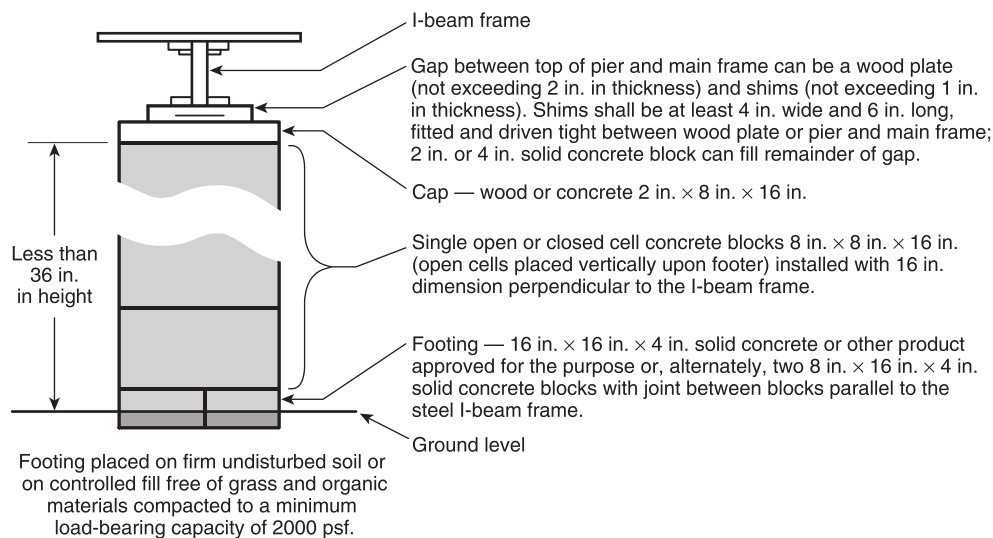 I-beam frame
Gap between top of pier and main frame can be a wood plate
(not exceeding 2 in. in thickness) and shims (not exceeding 1 in.
in thickness). Shims shall be at least 4 in. wide and 6 in. long,
fitted and driven tight between wood plate or pier and main frame;
2 in. or 4 in. solid concrete block can fill remainder of gap.
Cap — wood or concrete 2 in. × 8 in. × 16 in.
Single open or closed cell concrete blocks 8 in. × 8 in. × 16 in.
(open cells placed vertically upon footer) installed with 16 in.
dimension perpendicular to the I-beam frame.
Less than
36 in.
in height
Footing — 16 in. × 16 in. × 4 in. solid concrete or other product
approved for the purpose or, alternately, two 8 in. × 16 in. × 4 in.
solid concrete blocks with joint between blocks parallel to the
steel I-beam frame.
Ground level
Footing placed on firm undisturbed soil or
on controlled fill free of grass and organic
materials compacted to a minimum
load-bearing capacity of 2000 psf.